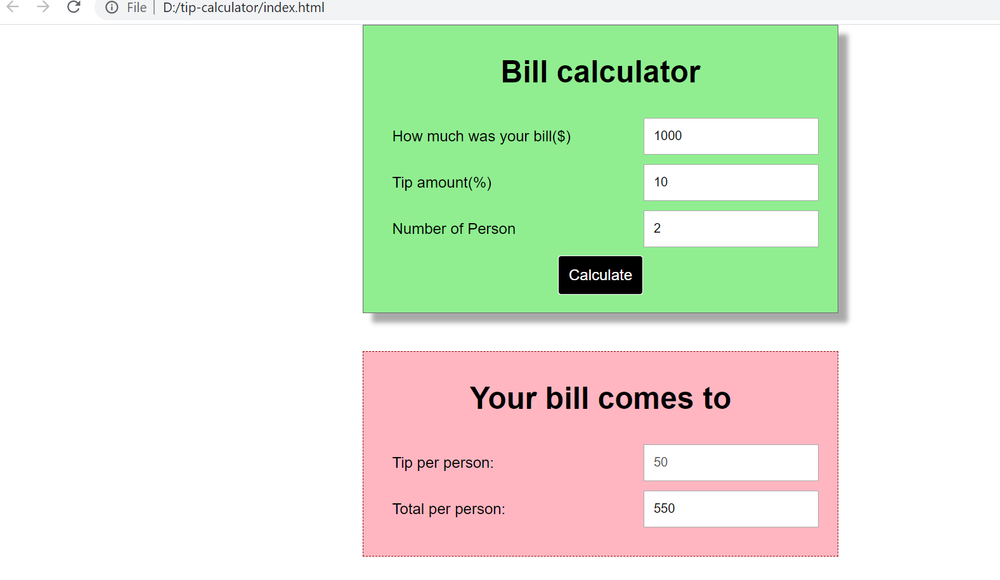 File D:/tip-calculator/index.html
Bill calculator
How much was your bill($) 1000
Tip amount(%) 10
Number of Person 2
Calculate
Your bill comes to
Tip per person: 50
Total per person: 550